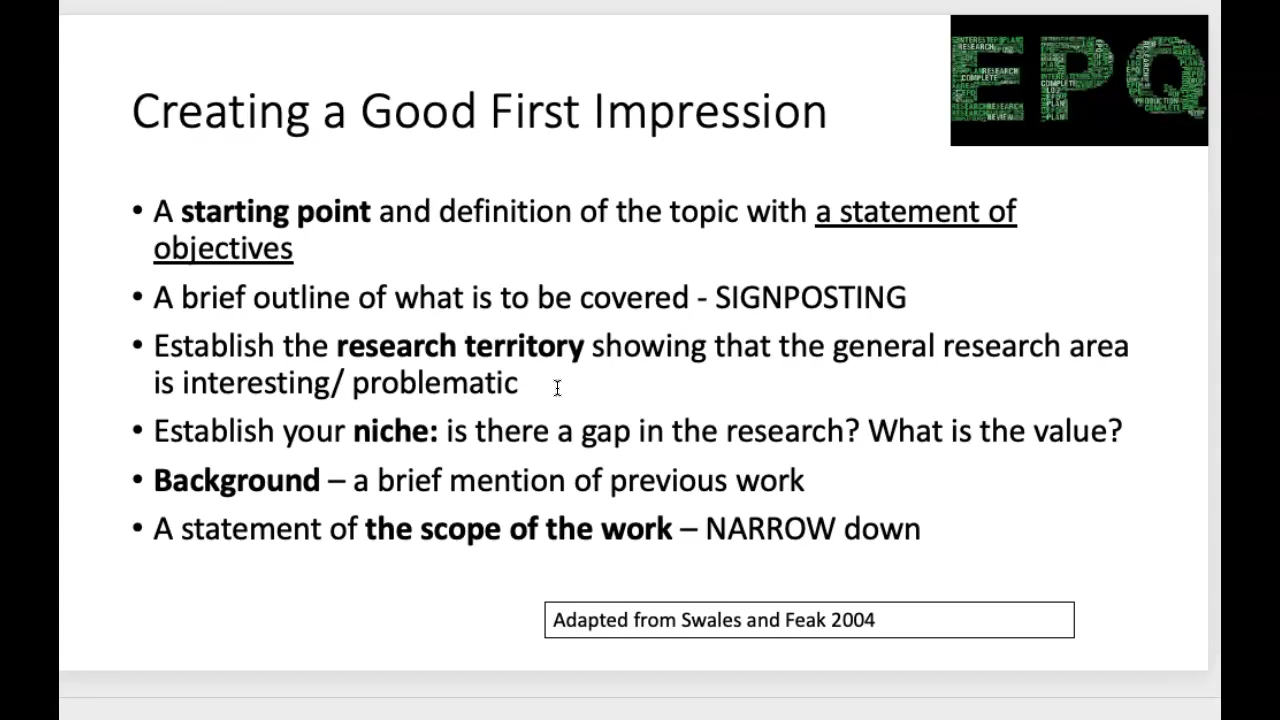 EPQ
Creating a Good First Impression
• A starting point and definition of the topic with a statement of
objectives
• A brief outline of what is to be covered - SIGNPOSTING
• Establish the research territory showing that the general research area
is interesting/ problematic
• Establish your niche: is there a gap in the research? What is the value?
• Background – a brief mention of previous work
• A statement of the scope of the work – NARROW down
Adapted from Swales and Feak 2004